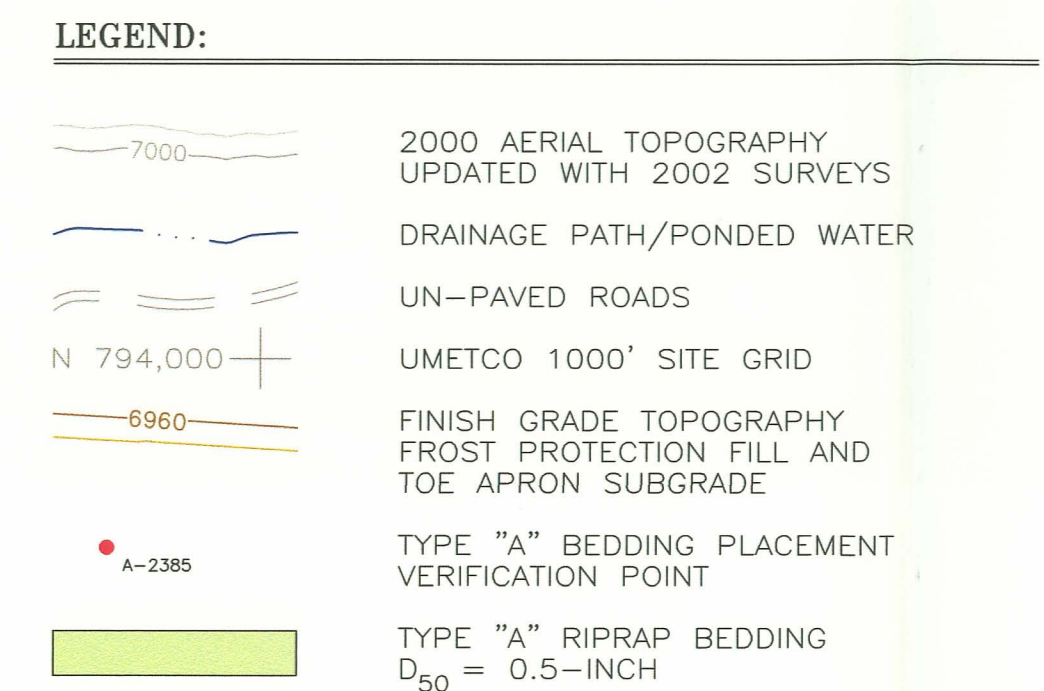 LEGEND:
7000
2000 AERIAL TOPOGRAPHY
UPDATED WITH 2002 SURVEYS
DRAINAGE PATH/PONDED WATER
UN-PAVED ROADS
N 794,000
UMETCO 1000' SITE GRID
6960
FINISH GRADE TOPOGRAPHY
FROST PROTECTION FILL AND
TOE APRON SUBGRADE
A-2385
TYPE "A" BEDDING PLACEMENT
VERIFICATION POINT
TYPE "A" RIPRAP BEDDING
D50 = 0.5-INCH